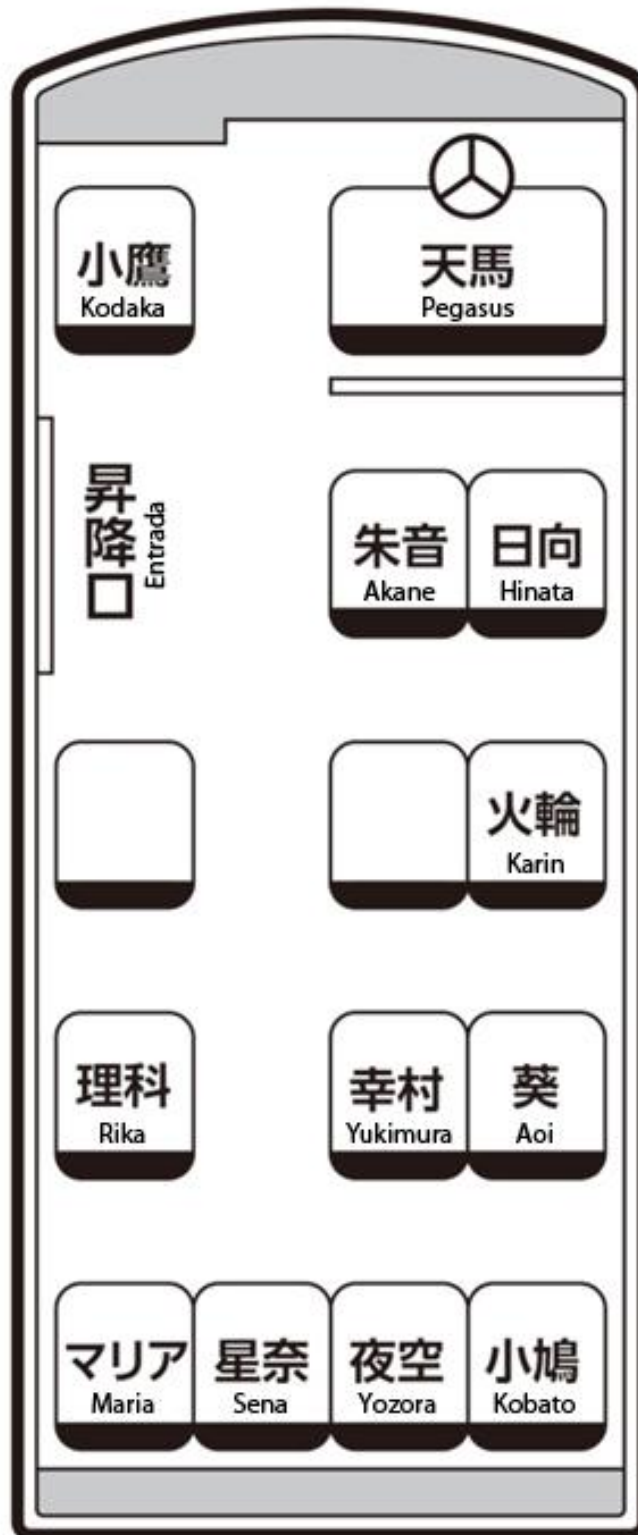 小鷹
Kodaka
天馬
Pegasus
昇降口
Entrada
朱音
Akane
日向
Hinata
火輪
Karin
理科
Rika
幸村
Yukimura
葵
Aoi
マリア
Maria
星奈
Sena
夜空
Yozora
小鳩
Kobato